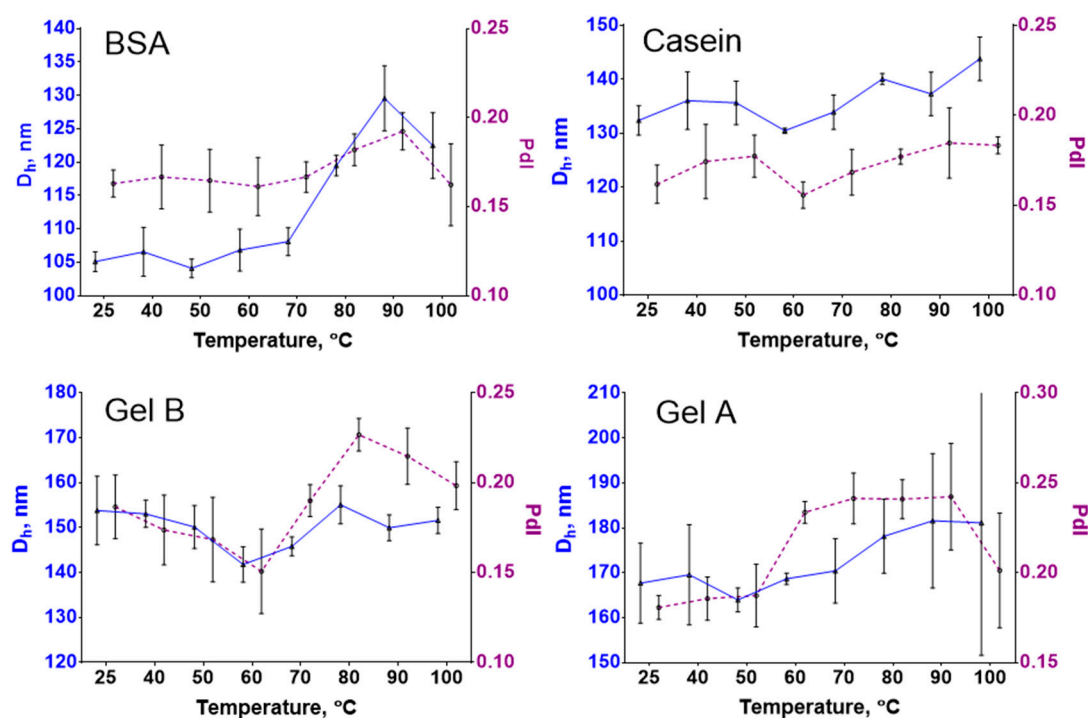 BSA
140
135
130
125
120
115
110
105
100
D_h, nm
0.25
0.20
0.15
0.10
PdI
25 40 50 60 70 80 90 100
Temperature, °C
Casein
150
140
130
120
110
100
D_h, nm
0.25
0.20
0.15
0.10
PdI
25 40 50 60 70 80 90 100
Temperature, °C
Gel B
180
170
160
150
140
130
120
D_h, nm
0.25
0.20
0.15
0.10
PdI
25 40 50 60 70 80 90 100
Temperature, °C
Gel A
210
200
190
180
170
160
150
D_h, nm
0.30
0.25
0.20
0.15
PdI
25 40 50 60 70 80 90 100
Temperature, °C